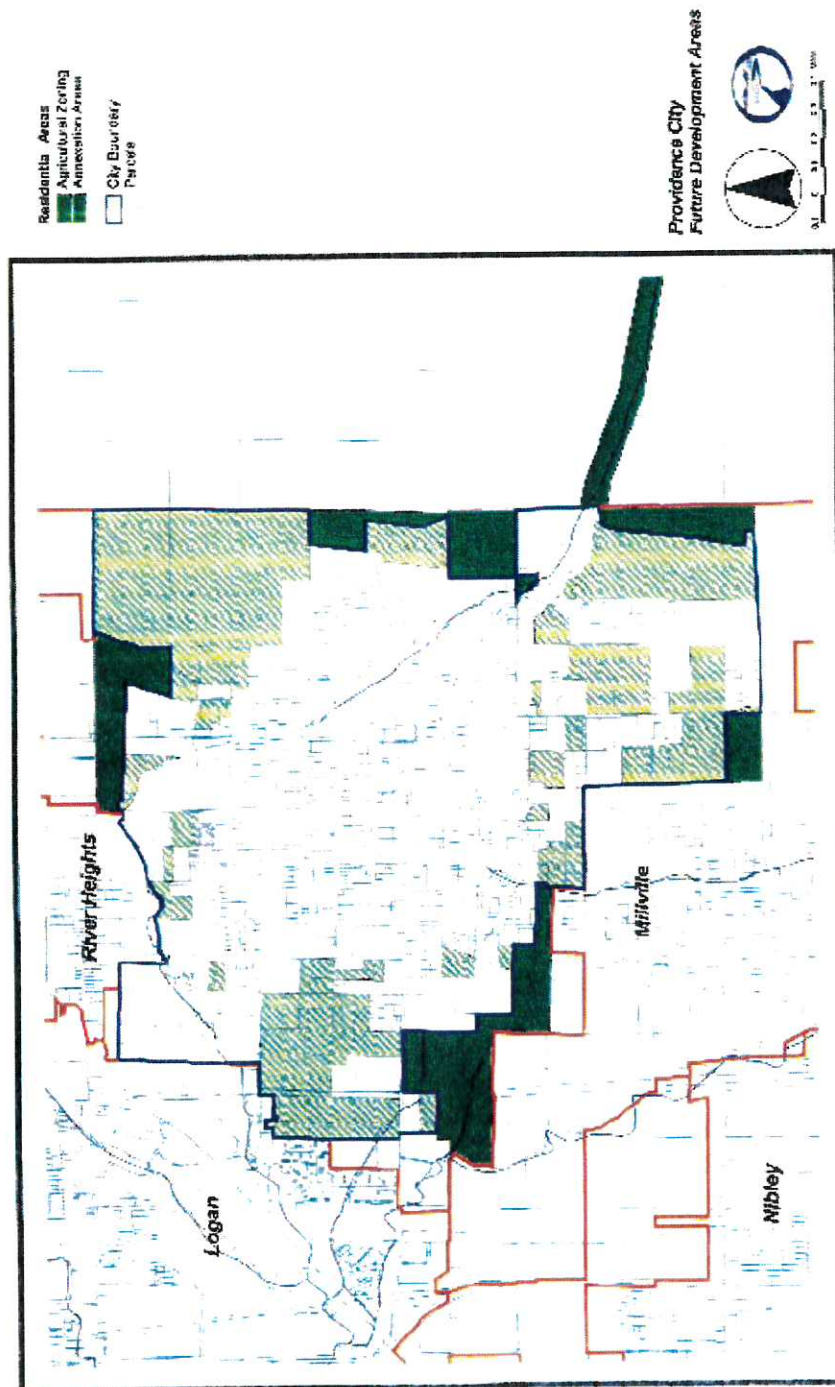 Residential Areas
Agricultural Zoning
Annexation Areas
City Boundary
Parcels
River Heights
Logan
Millville
Nibley
Providence City
Future Development Areas